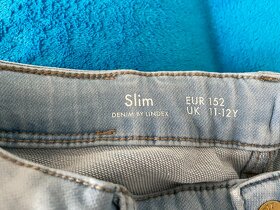 Slim
DENIM BY LINDEX
EUR 152
UK 11-12Y